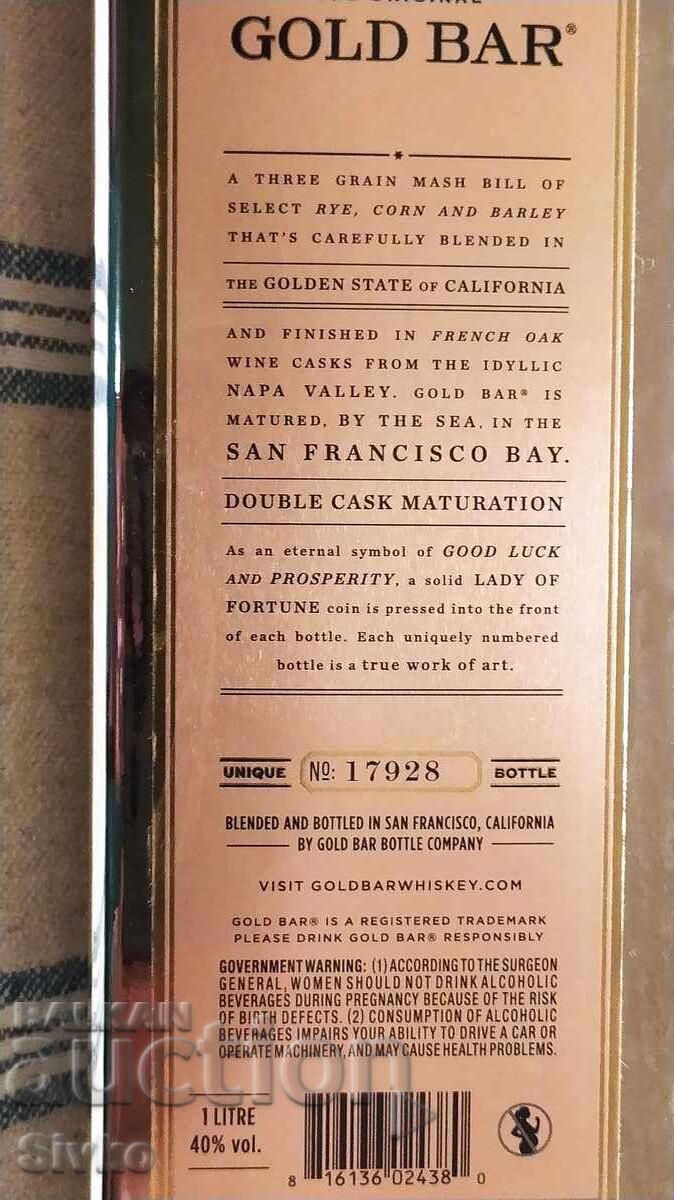 GOLD BAR®
A THREE GRAIN MASH BILL OF
SELECT RYE, CORN AND BARLEY
THAT'S CAREFULLY BLENDED IN
THE GOLDEN STATE OF CALIFORNIA
AND FINISHED IN FRENCH OAK
WINE CASKS FROM THE IDYLLIC
NAPA VALLEY. GOLD BAR® IS
MATURED, BY THE SEA, IN THE
SAN FRANCISCO BAY.
DOUBLE CASK MATURATION
As an eternal symbol of GOOD LUCK
AND PROSPERITY, a solid LADY OF
FORTUNE coin is pressed into the front
of each bottle. Each uniquely numbered
bottle is a true work of art.
UNIQUE №: 17928 BOTTLE
BLENDED AND BOTTLED IN SAN FRANCISCO, CALIFORNIA
BY GOLD BAR BOTTLE COMPANY
VISIT GOLDBARWHISKEY.COM
GOLD BAR® IS A REGISTERED TRADEMARK
PLEASE DRINK GOLD BAR® RESPONSIBLY
GOVERNMENT WARNING: (1) ACCORDING TO THE SURGEON
GENERAL, WOMEN SHOULD NOT DRINK ALCOHOLIC
BEVERAGES DURING PREGNANCY BECAUSE OF THE RISK
OF BIRTH DEFECTS. (2) CONSUMPTION OF ALCOHOLIC
BEVERAGES IMPAIRS YOUR ABILITY TO DRIVE A CAR OR
OPERATE MACHINERY, AND MAY CAUSE HEALTH PROBLEMS.
BALKAN
auction
Sivko
1 LITRE
40% vol.
8 16136 02438 0